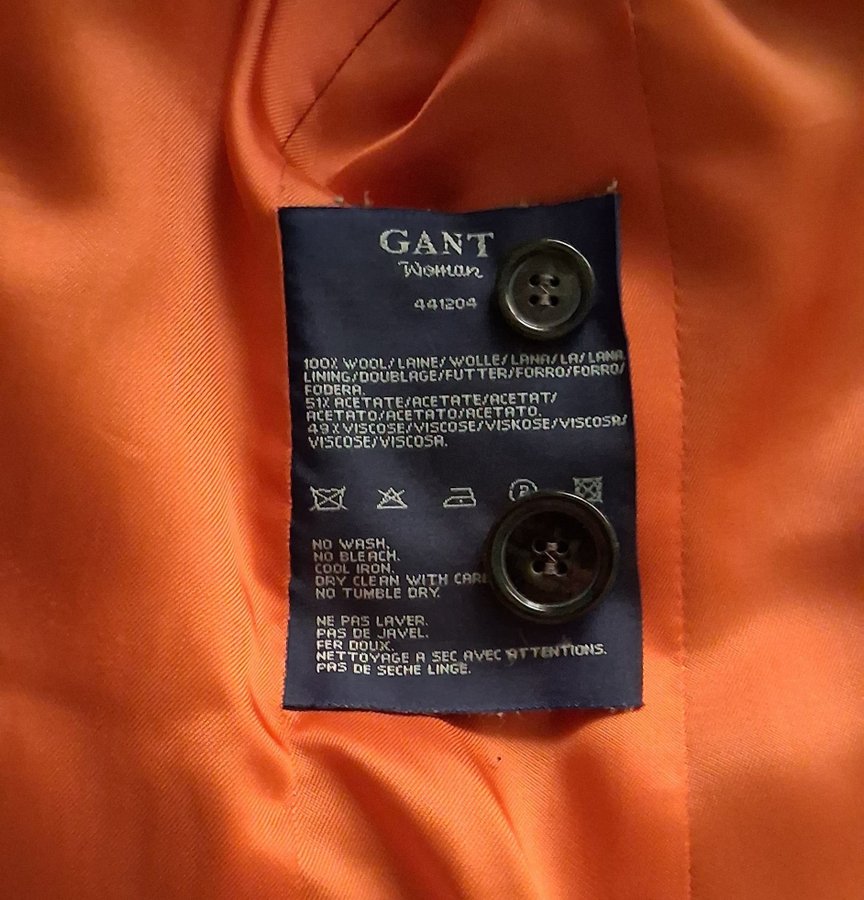 GANT
Woman
441204
100% WOOL/LAINE/WOLLE/LANA/LA/LANA
LINING/DOUBLAGE/FUTTER/FORRO/FORRO/
FODERA.
51% ACETATE/ACETATE/ACETAT/
ACETATO/ACETATO/ACETATO.
49%VISCOSE/VISCOSE/VISKOSE/VISCOSA/
VISCOSE/VISCOSA.
P
NO WASH.
NO BLEACH.
COOL IRON.
DRY CLEAN WITH
NO TUMBLE DRY.
NE PAS LAVER.
PAS DE JAVEL.
FER DOUX.
NETTOYAGE A SEC AVEC ATTENTIONS.
PAS DE SECHE LINGE.